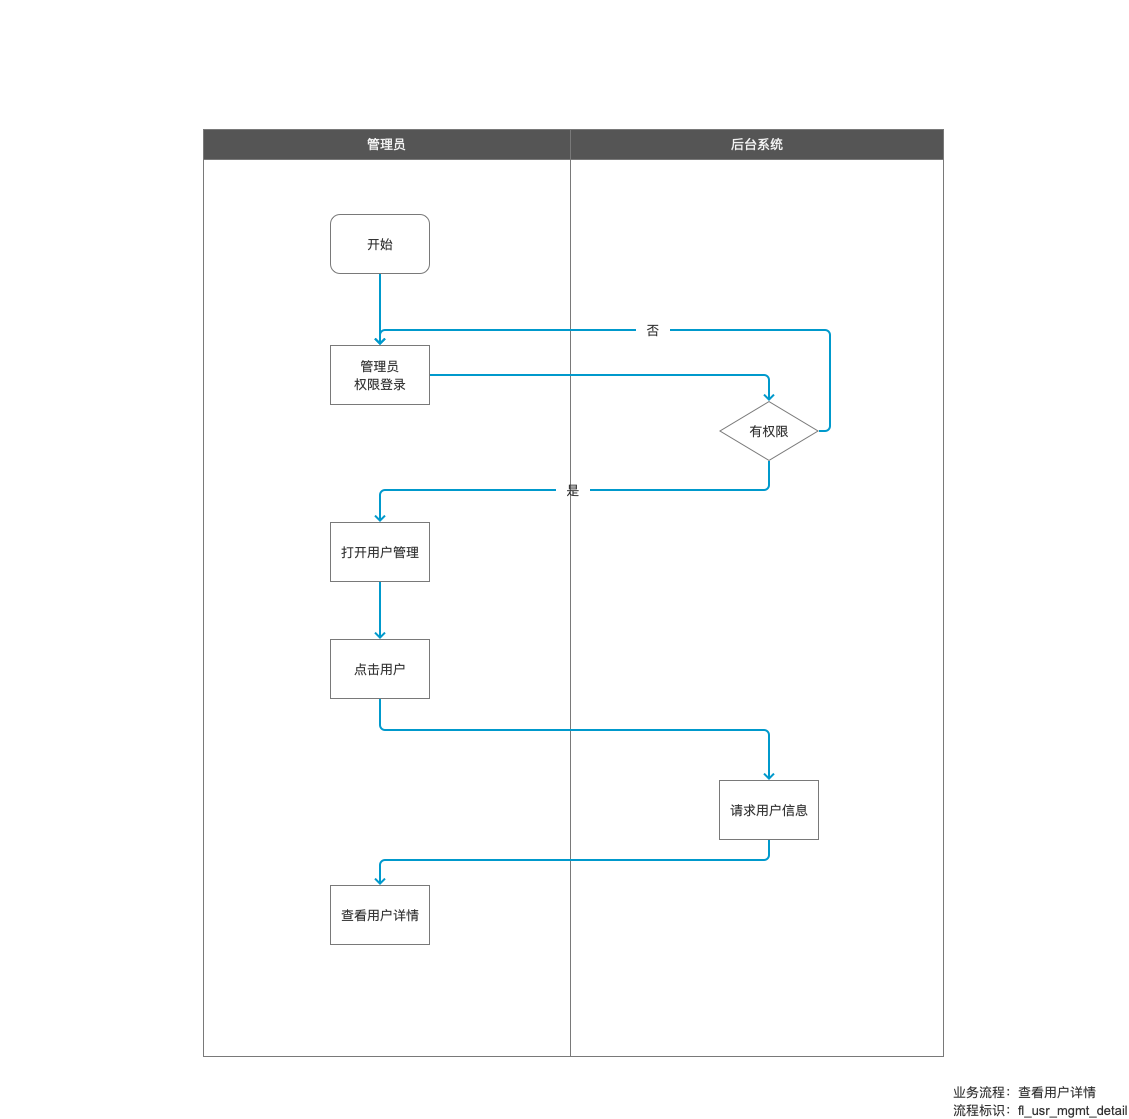 管理员
后台系统
开始
否
管理员
权限登录
有权限
是
打开用户管理
点击用户
请求用户信息
查看用户详情
业务流程：查看用户详情
流程标识：fl_usr_mgmt_detail